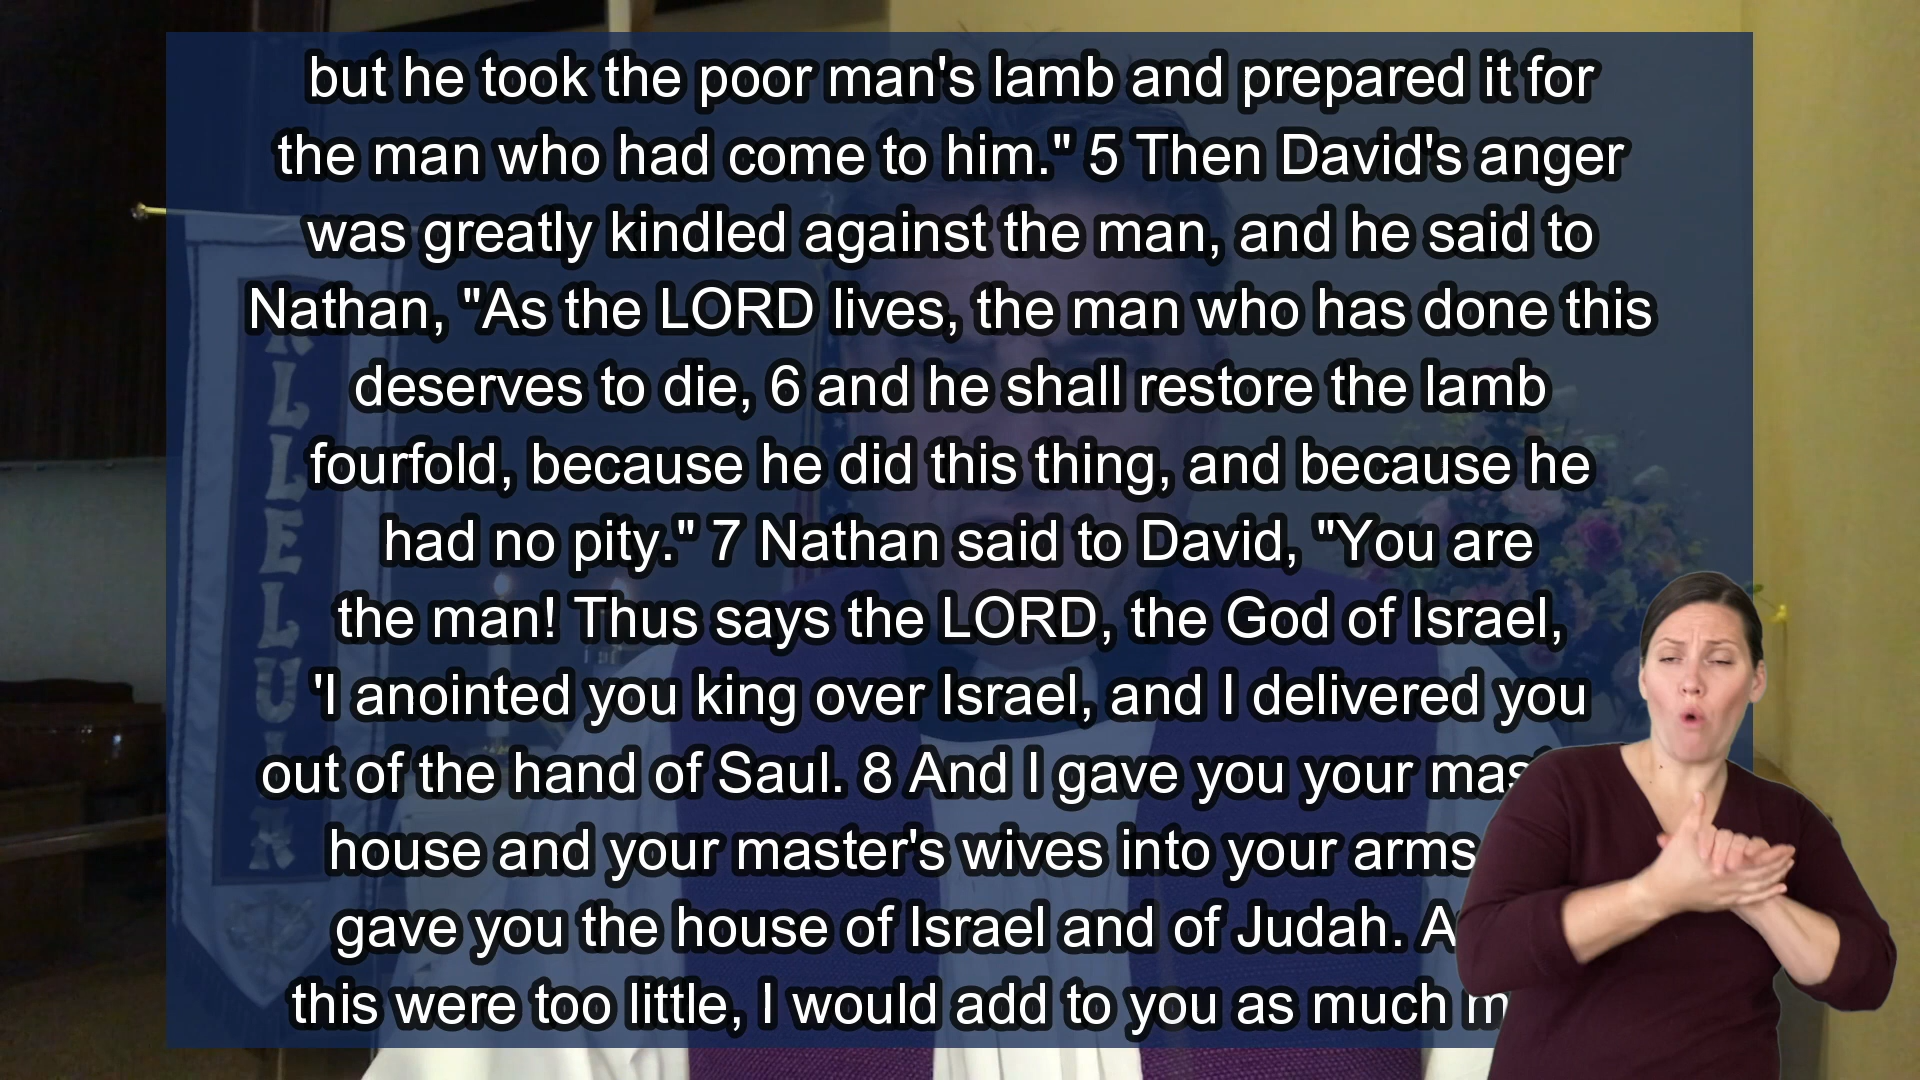 but he took the poor man's lamb and prepared it for
the man who had come to him." 5 Then David's anger
was greatly kindled against the man, and he said to
Nathan, "As the LORD lives, the man who has done this
deserves to die, 6 and he shall restore the lamb
fourfold, because he did this thing, and because he
had no pity." 7 Nathan said to David, "You are
the man! Thus says the LORD, the God of Israel,
'I anointed you king over Israel, and I delivered you
out of the hand of Saul. 8 And I gave you your
house and your master's wives into your arms
gave you the house of Israel and of Judah.
this were too little, I would add to you as much
ALLELUIA